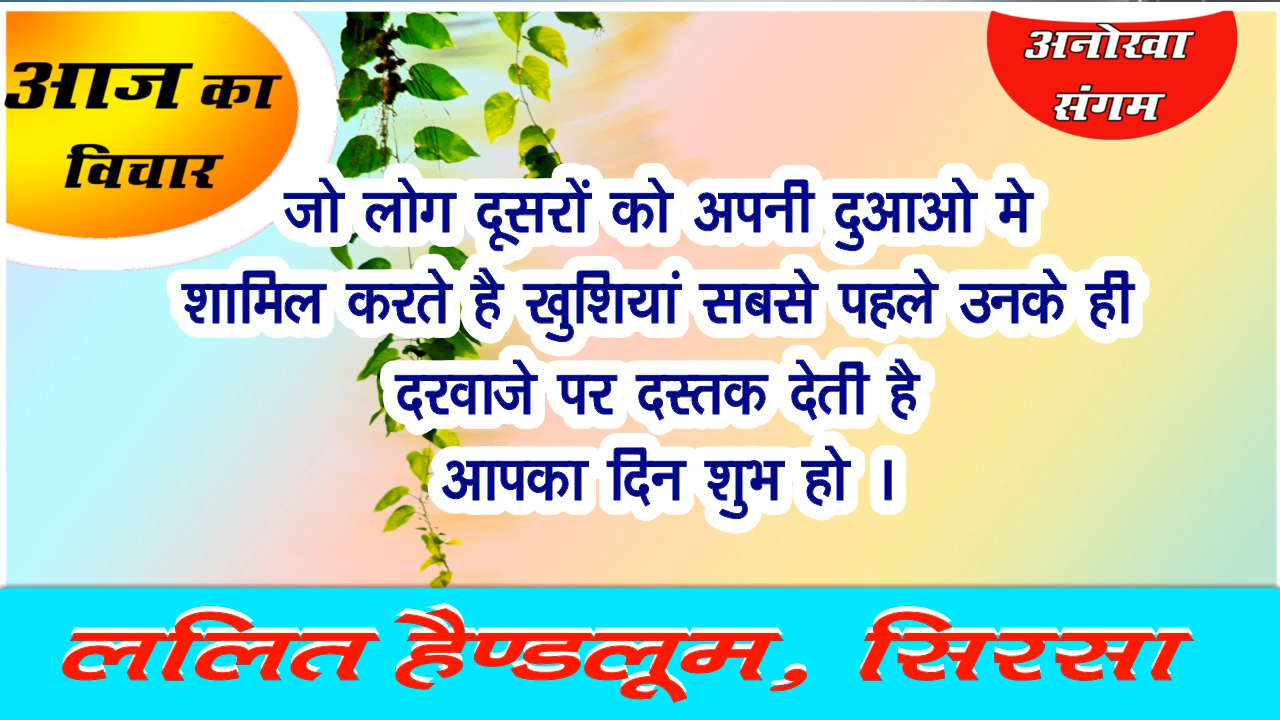 आज का
विचार
अनोखा
संगम
जो लोग दूसरों को अपनी दुआओ मे
शामिल करते है खुशियां सबसे पहले उनके ही
दरवाजे पर दस्तक देती है
आपका दिन शुभ हो ।
ललित हैण्डलूम, सिरसा